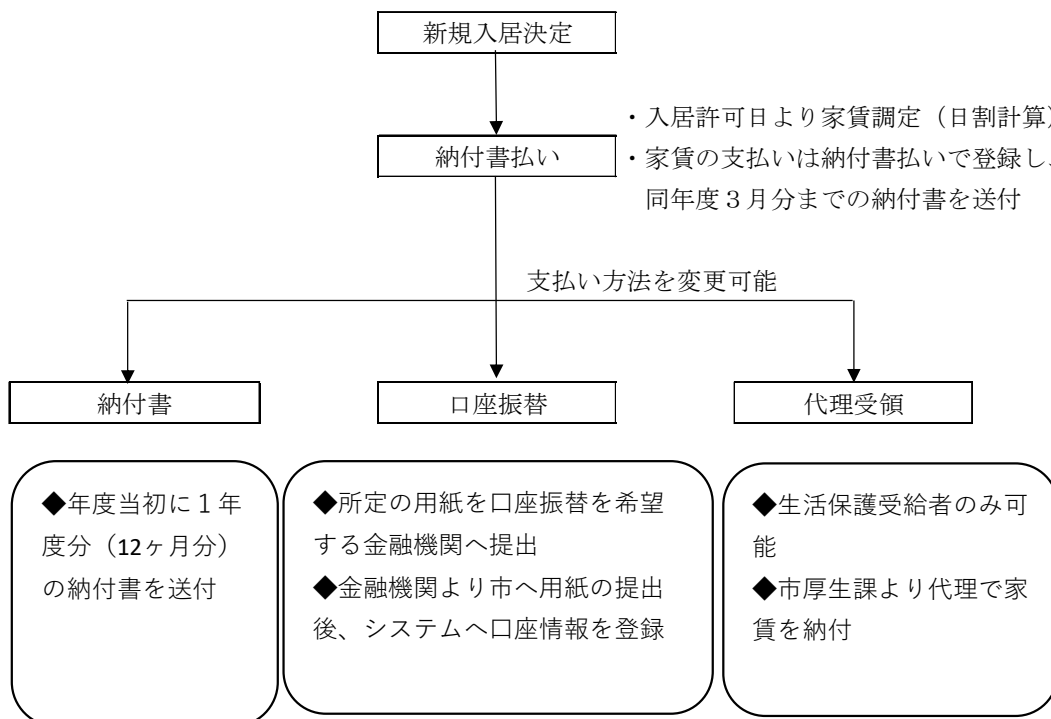 新規入居決定
・入居許可日より家賃調定（日割計算）
納付書払い
・家賃の支払いは納付書払いで登録し、
同年度３月分までの納付書を送付
支払い方法を変更可能
納付書
口座振替
代理受領
◆年度当初に１年
度分（12ヶ月分）
の納付書を送付
◆所定の用紙を口座振替を希望
する金融機関へ提出
◆金融機関より市へ用紙の提出
後、システムへ口座情報を登録
◆生活保護受給者のみ可
能
◆市厚生課より代理で家
賃を納付